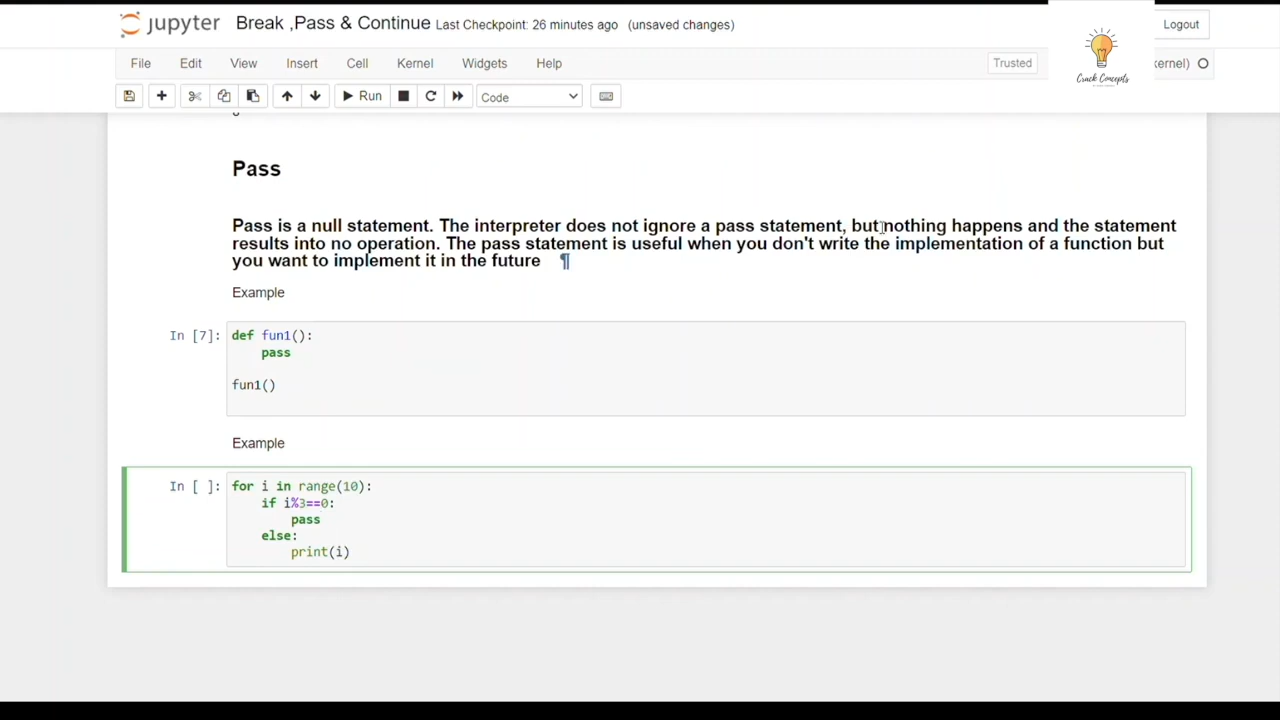 jupyter Break ,Pass & Continue Last Checkpoint: 26 minutes ago (unsaved changes) Logout
Crack Concepts
File Edit View Insert Cell Kernel Widgets Help Trusted kernel)
Run Code
Pass
Pass is a null statement. The interpreter does not ignore a pass statement, but nothing happens and the statement
results into no operation. The pass statement is useful when you don't write the implementation of a function but
you want to implement it in the future ¶
Example
In [7]: def fun1():
pass
fun1()
Example
In [ ]: for i in range(10):
if i%3==0:
pass
else:
print(i)